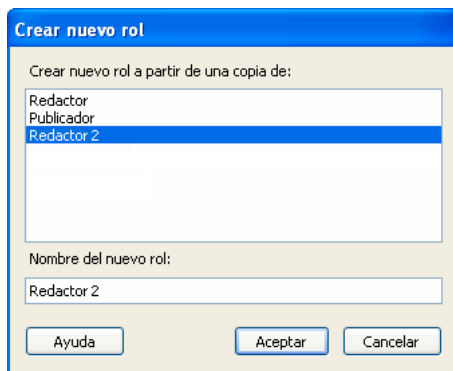 Crear nuevo rol
Crear nuevo rol a partir de una copia de:
Redactor
Publicador
Redactor 2
Nombre del nuevo rol:
Redactor 2
Ayuda
Aceptar
Cancelar